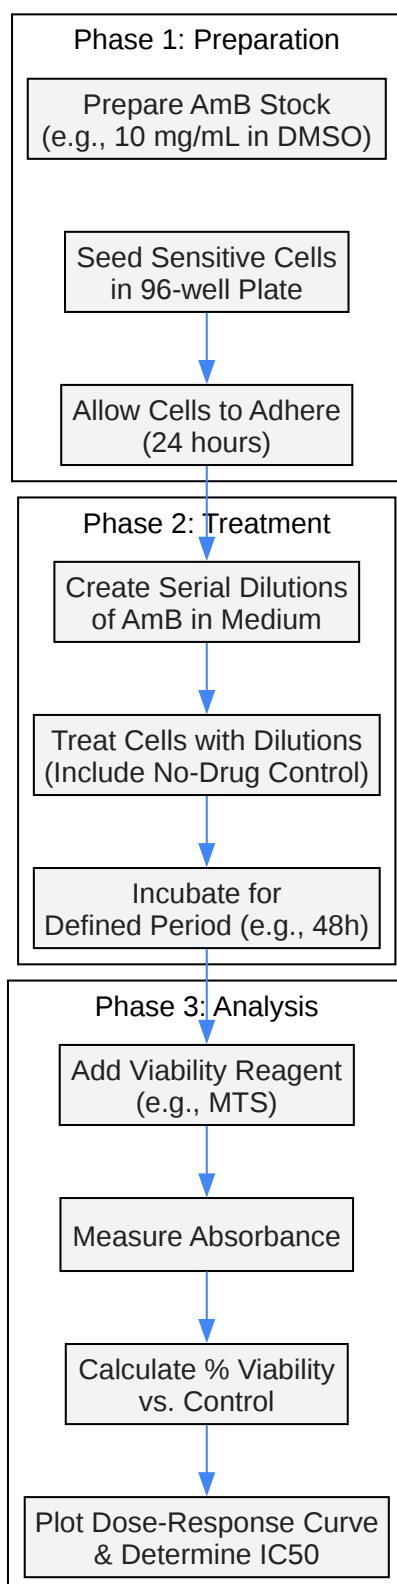 Phase 1: Preparation
Prepare AmB Stock
(e.g., 10 mg/mL in DMSO)
Seed Sensitive Cells
in 96-well Plate
Allow Cells to Adhere
(24 hours)
Phase 2: Treatment
Create Serial Dilutions
of AmB in Medium
Treat Cells with Dilutions
(Include No-Drug Control)
Incubate for
Defined Period (e.g., 48h)
Phase 3: Analysis
Add Viability Reagent
(e.g., MTS)
Measure Absorbance
Calculate % Viability
vs. Control
Plot Dose-Response Curve
& Determine IC50